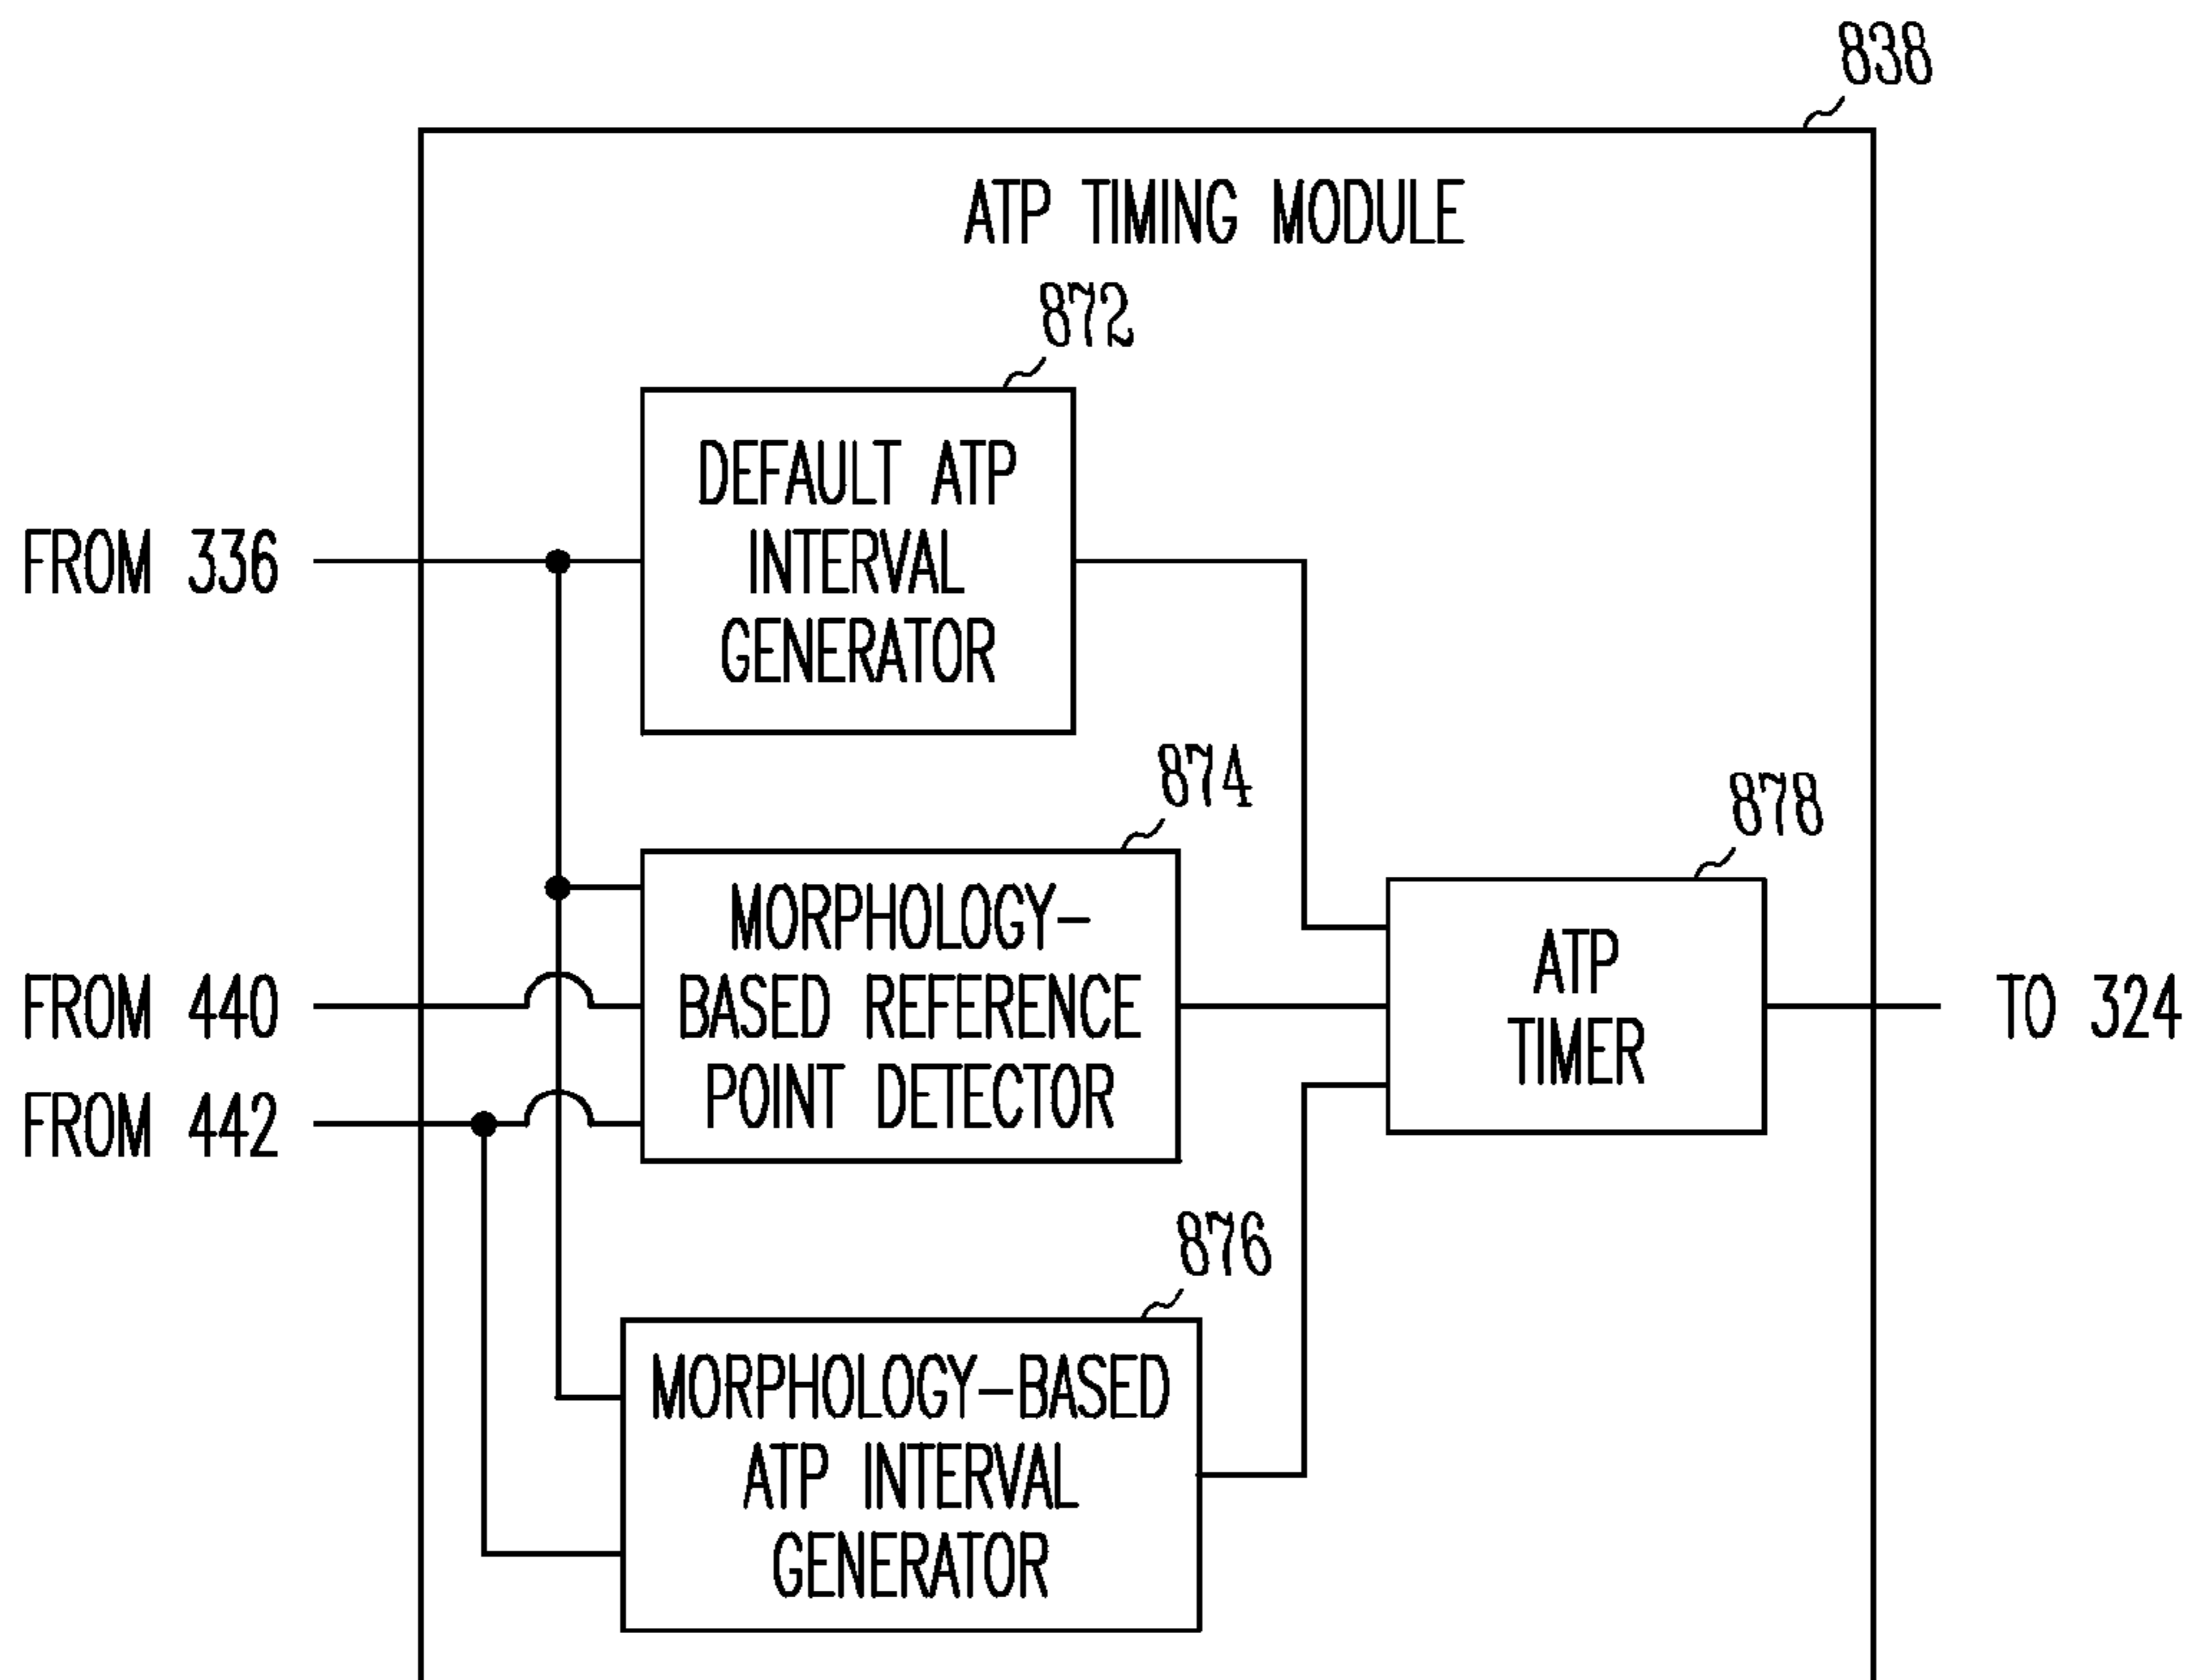 838
ATP TIMING MODULE
872
DEFAULT ATP
INTERVAL
GENERATOR
FROM 336
874
MORPHOLOGY-
BASED REFERENCE
POINT DETECTOR
878
ATP
TIMER
FROM 440
FROM 442
TO 324
876
MORPHOLOGY-BASED
ATP INTERVAL
GENERATOR